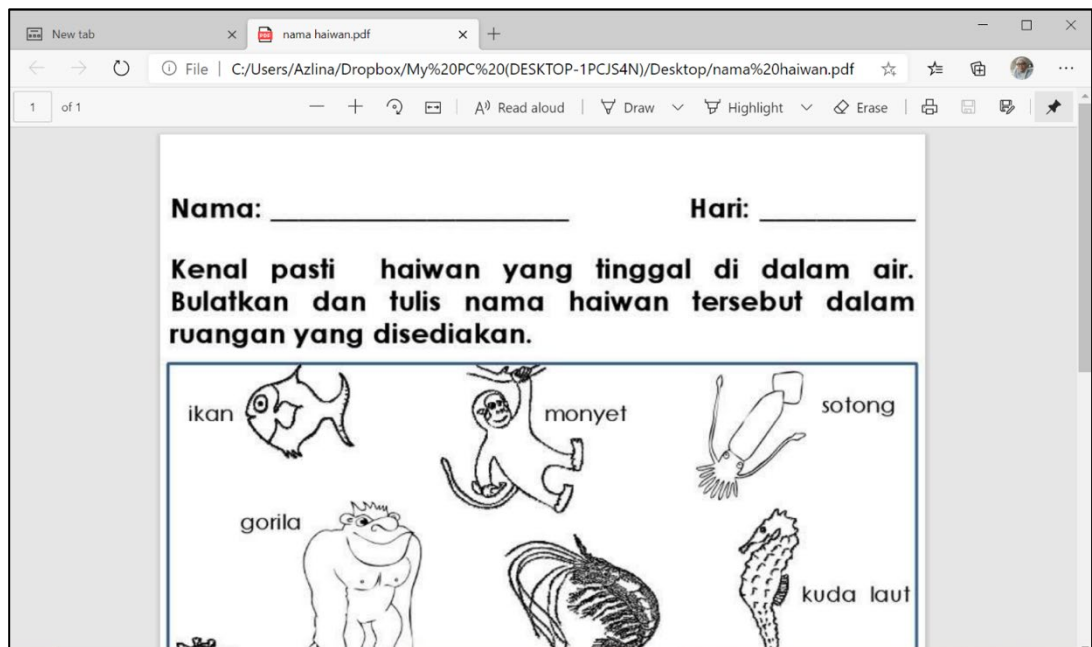 New tab
nama haiwan.pdf
File | C:/Users/Azlina/Dropbox/My%20PC%20(DESKTOP-1PCJS4N)/Desktop/nama%20haiwan.pdf
1 of 1
Read aloud
Draw
Highlight
Erase
Nama: ____________________ Hari: __________
Kenal pasti haiwan yang tinggal di dalam air.
Bulatkan dan tulis nama haiwan tersebut dalam
ruangan yang disediakan.
ikan
monyet
sotong
gorila
kuda laut